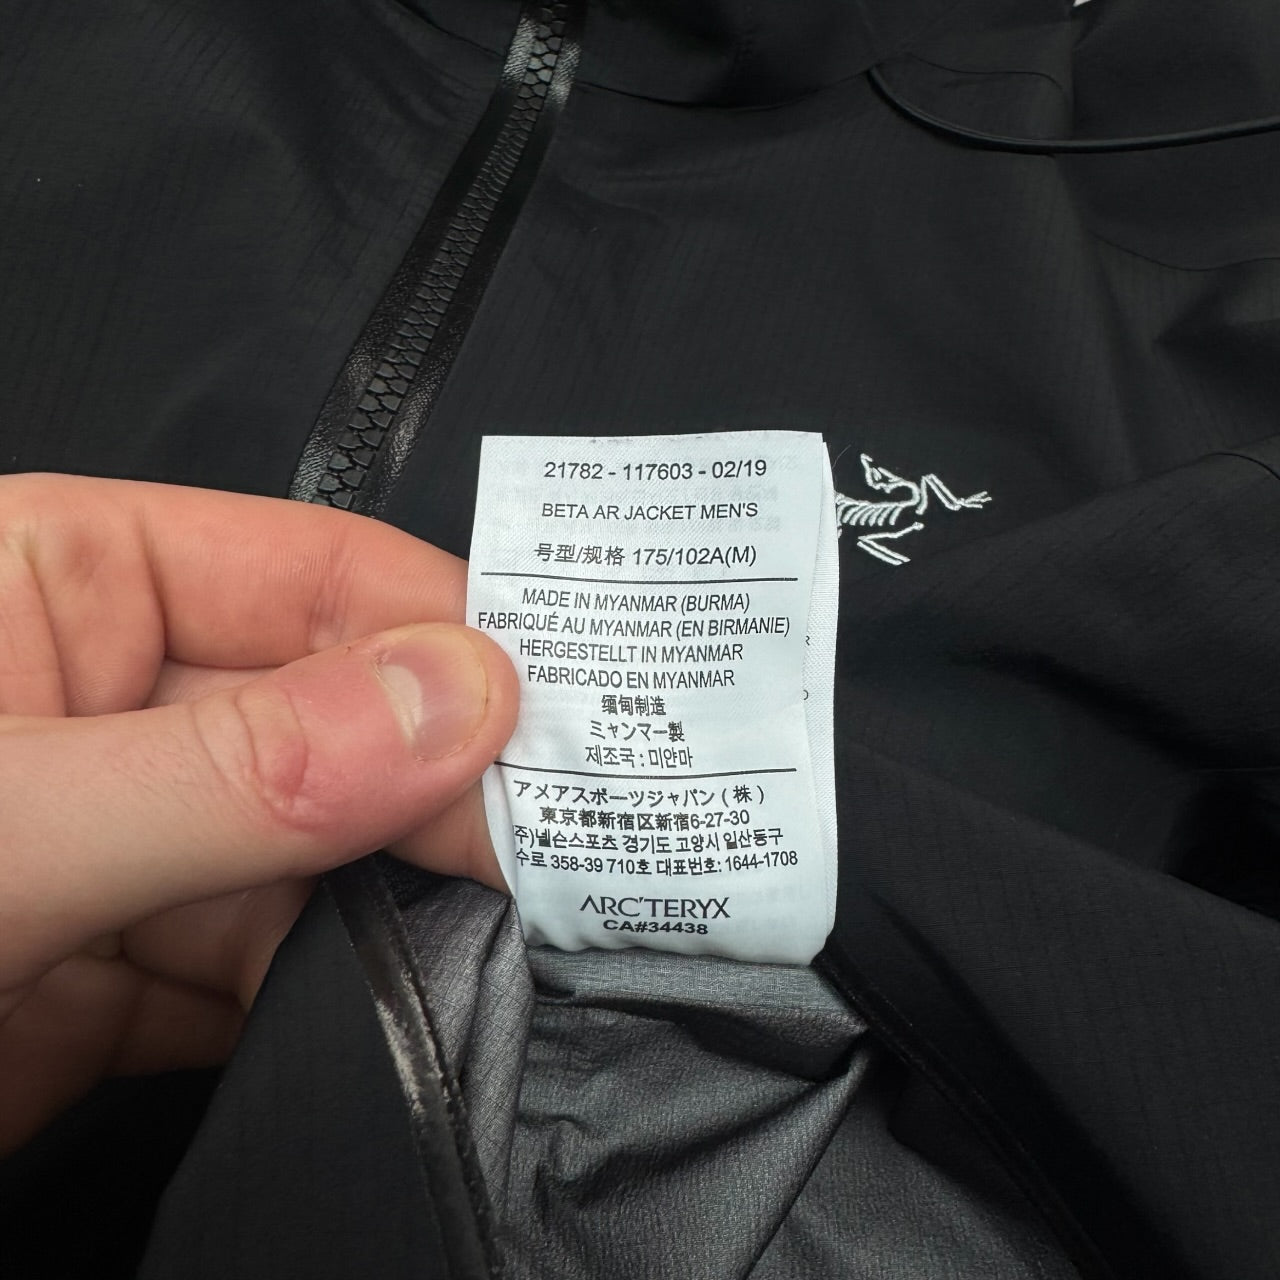 21782 - 117603 - 02/19
BETA AR JACKET MEN'S
号型/规格 175/102A(M)
MADE IN MYANMAR (BURMA)
FABRIQUÉ AU MYANMAR (EN BIRMANIE)
HERGESTELLT IN MYANMAR
FABRICADO EN MYANMAR
缅甸制造
ミャンマー製
제조국 : 미얀마
アメアスポーツジャパン ( 株 )
東京都新宿区新宿6-27-30
주)넬슨스포츠 경기도 고양시 일산동구
수로 358-39 710호 대표번호: 1644-1708
ARC'TERYX
CA#34438